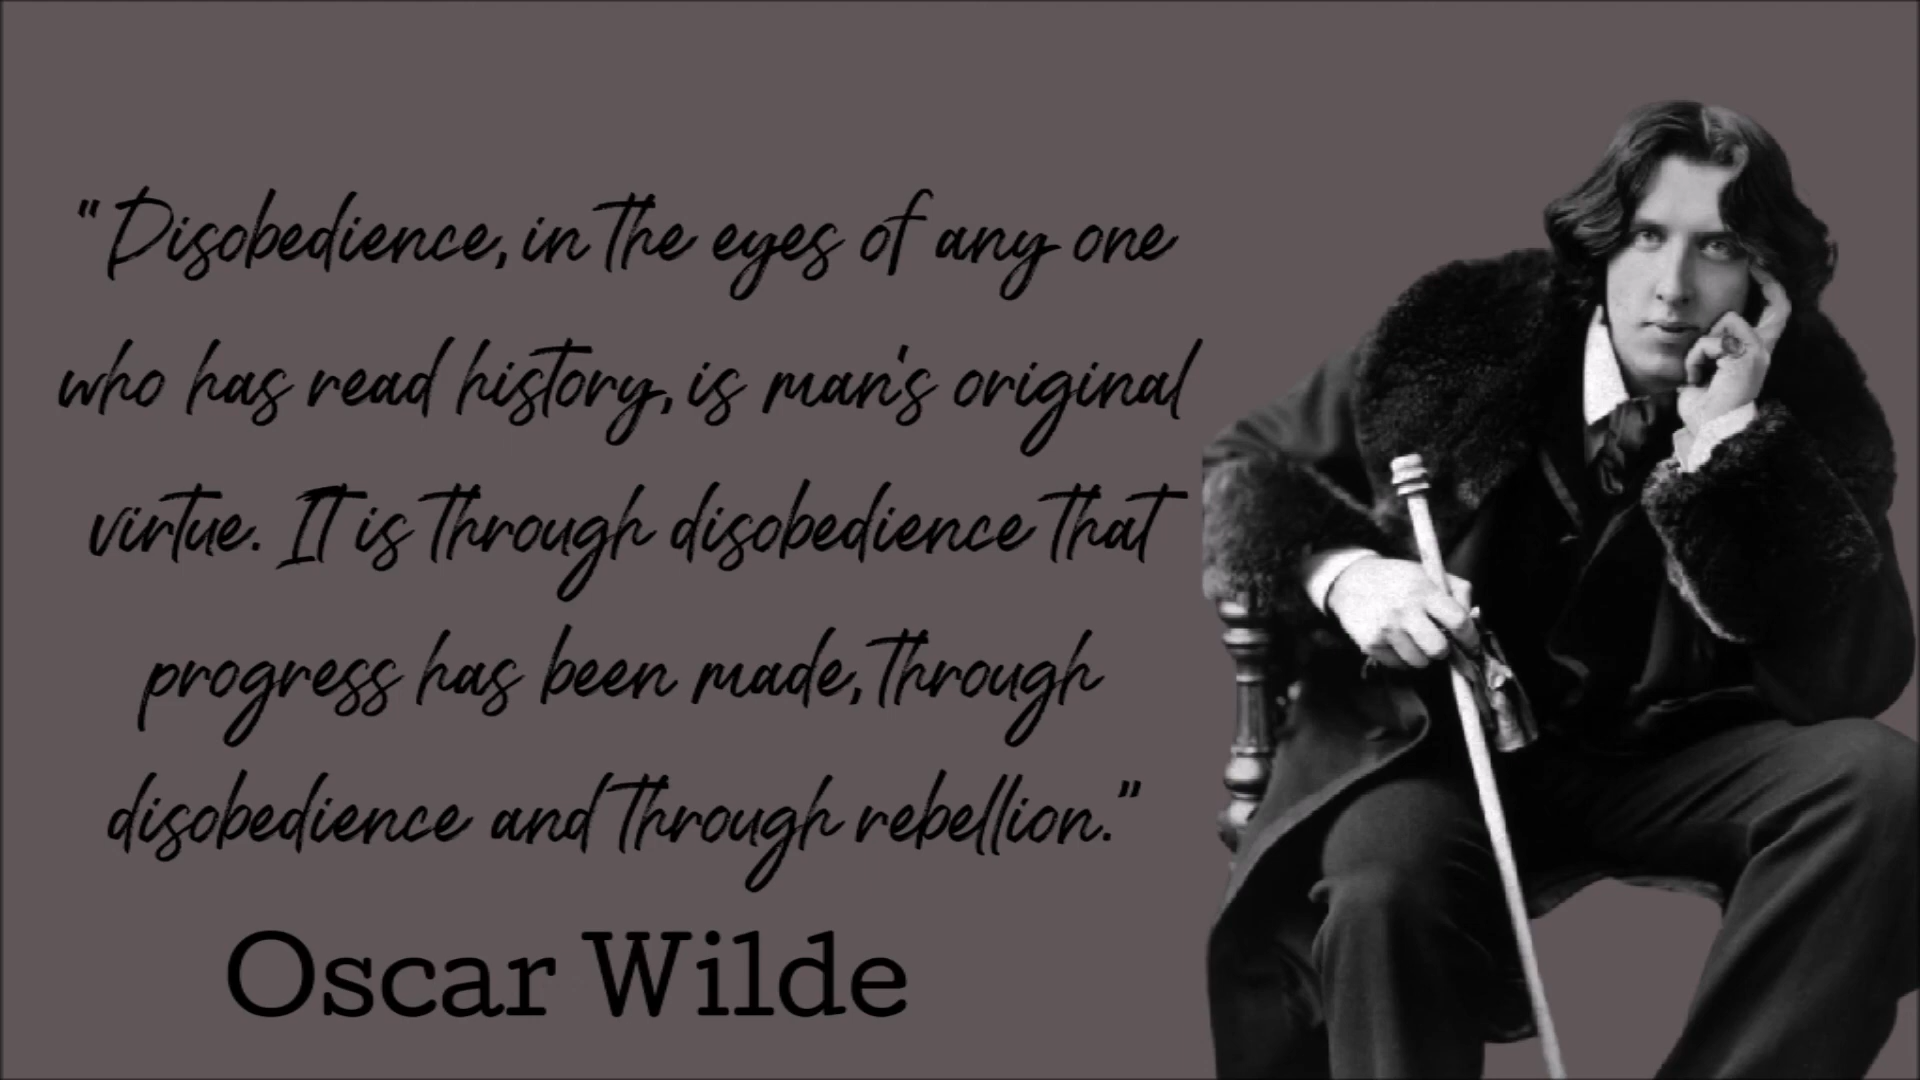 "Disobedience, in the eyes of any one
who has read history, is man's original
virtue. It is through disobedience that
progress has been made, through
disobedience and through rebellion."
Oscar Wilde